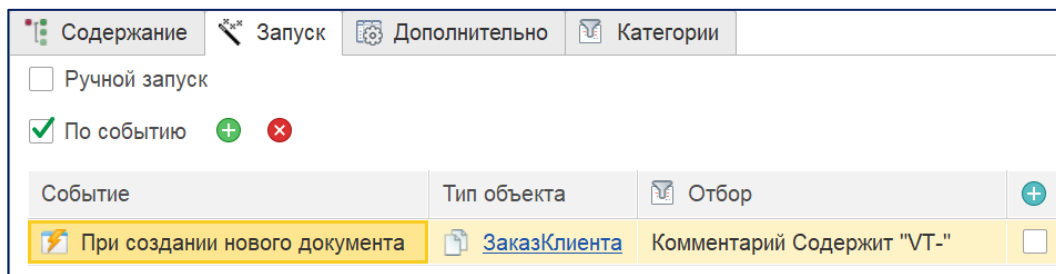 Содержание Запуск Дополнительно Категории
Ручной запуск
По событию
Событие Тип объекта Отбор
При создании нового документа ЗаказКлиента Комментарий Содержит "VT-"